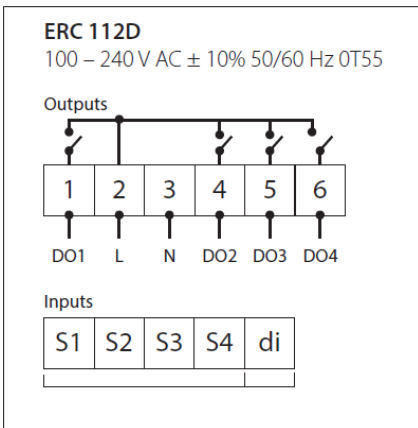 ERC 112D
100 – 240 V AC ± 10% 50/60 Hz 0T55
Outputs
1 2 3 4 5 6
DO1 L N DO2 DO3 DO4
Inputs
S1 S2 S3 S4 di